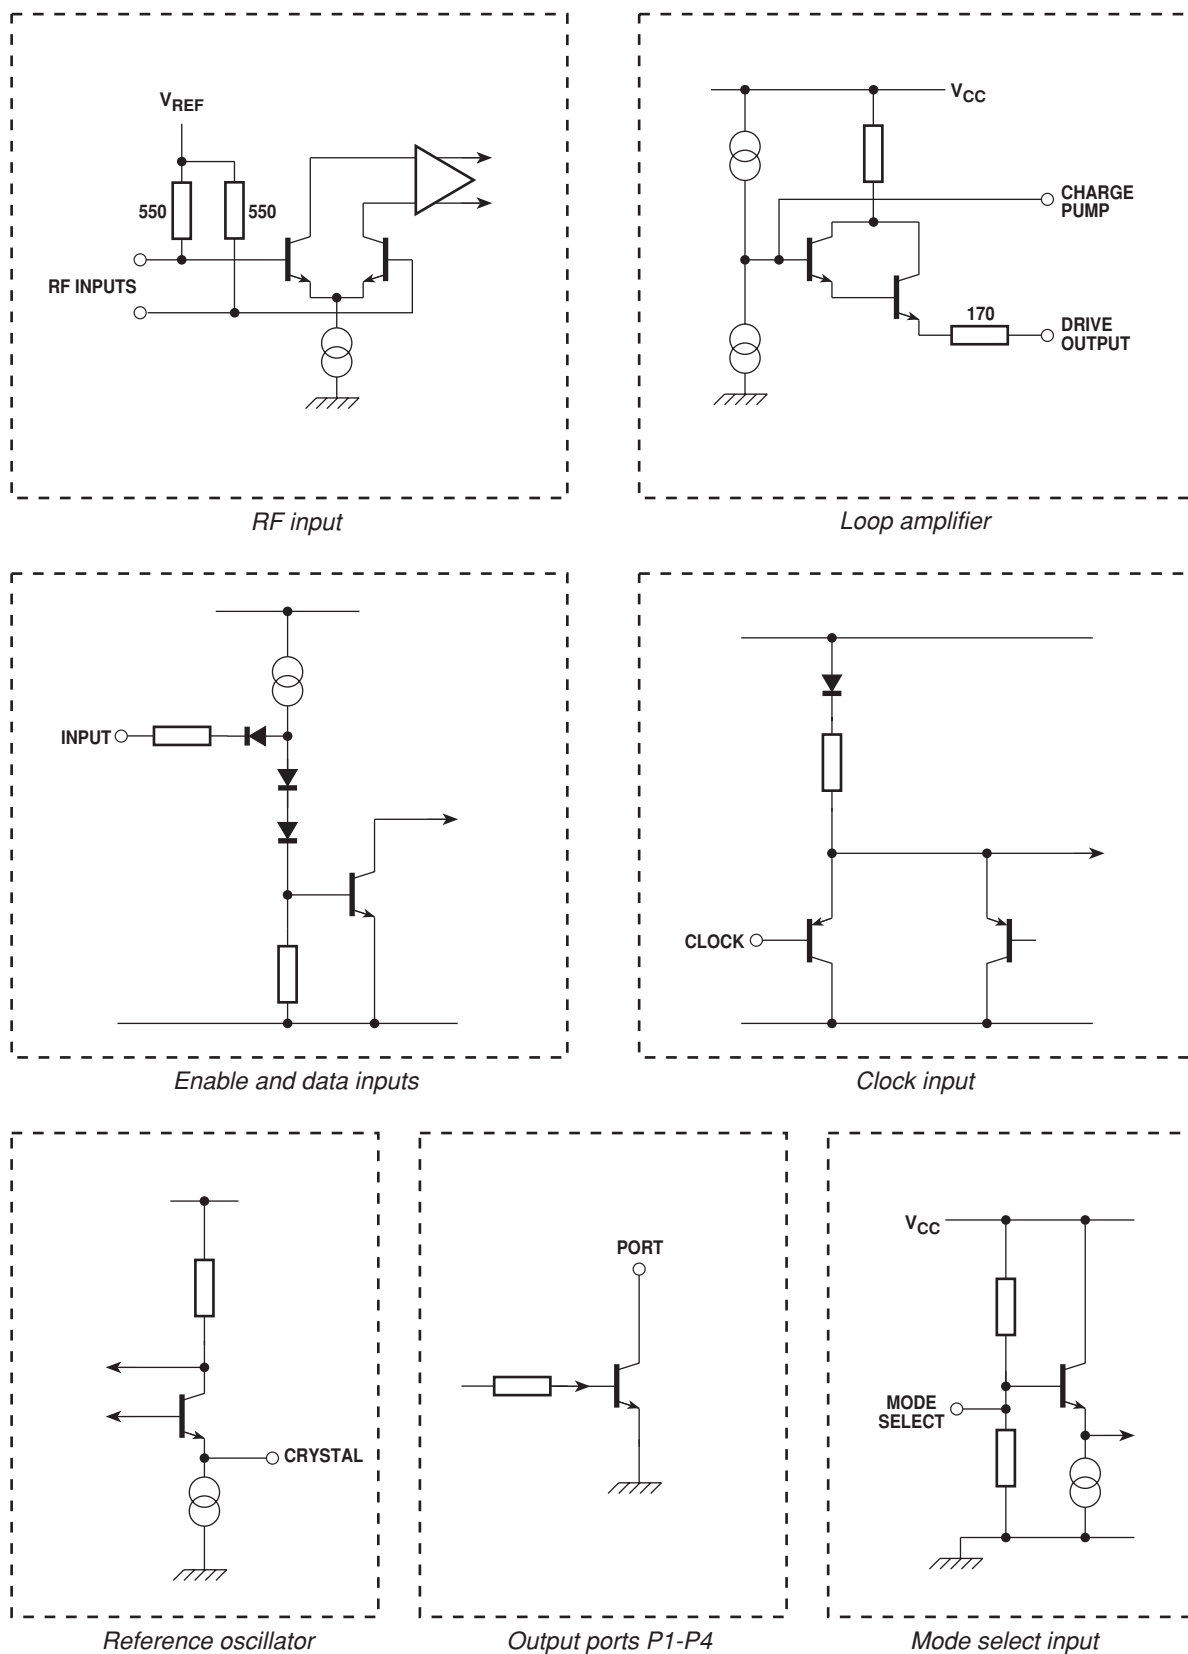 VREF
550
550
RF INPUTS
RF input
VCC
CHARGE
PUMP
170
DRIVE
OUTPUT
Loop amplifier
INPUT
Enable and data inputs
CLOCK
Clock input
CRYSTAL
Reference oscillator
PORT
Output ports P1-P4
VCC
MODE
SELECT
Mode select input